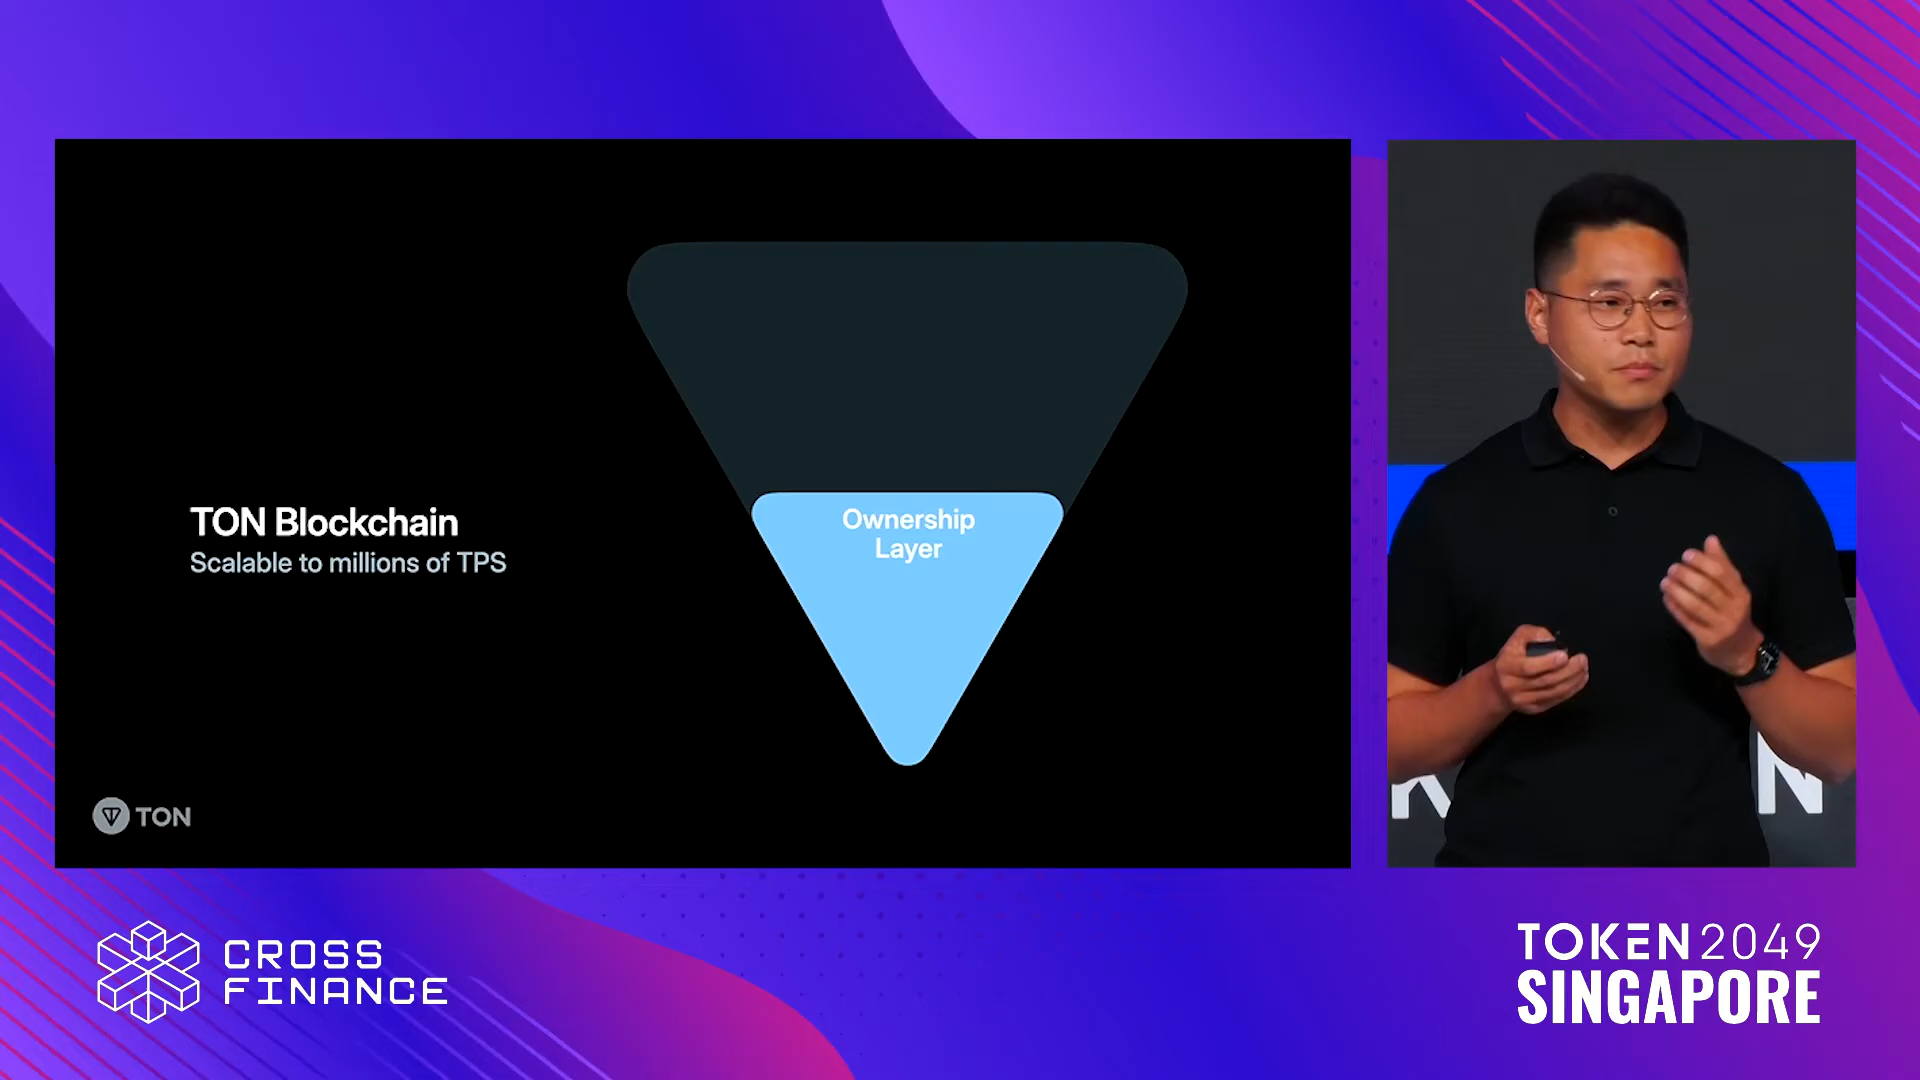 TON Blockchain
Scalable to millions of TPS
Ownership
Layer
TON
CROSS
FINANCE
TOKEN2049
SINGAPORE